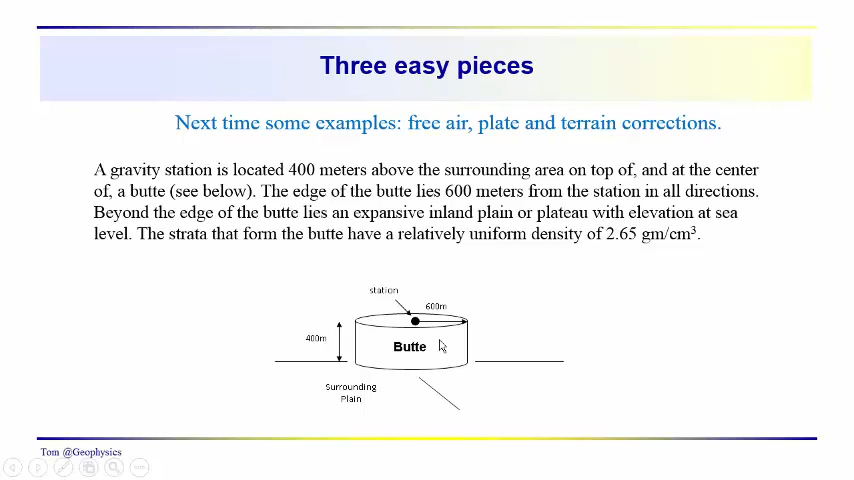 Three easy pieces
Next time some examples: free air, plate and terrain corrections.
A gravity station is located 400 meters above the surrounding area on top of, and at the center
of, a butte (see below). The edge of the butte lies 600 meters from the station in all directions.
Beyond the edge of the butte lies an expansive inland plain or plateau with elevation at sea
level. The strata that form the butte have a relatively uniform density of 2.65 gm/cm³.
station
600m
400m
Butte
Surrounding
Plain
Tom @Geophysics